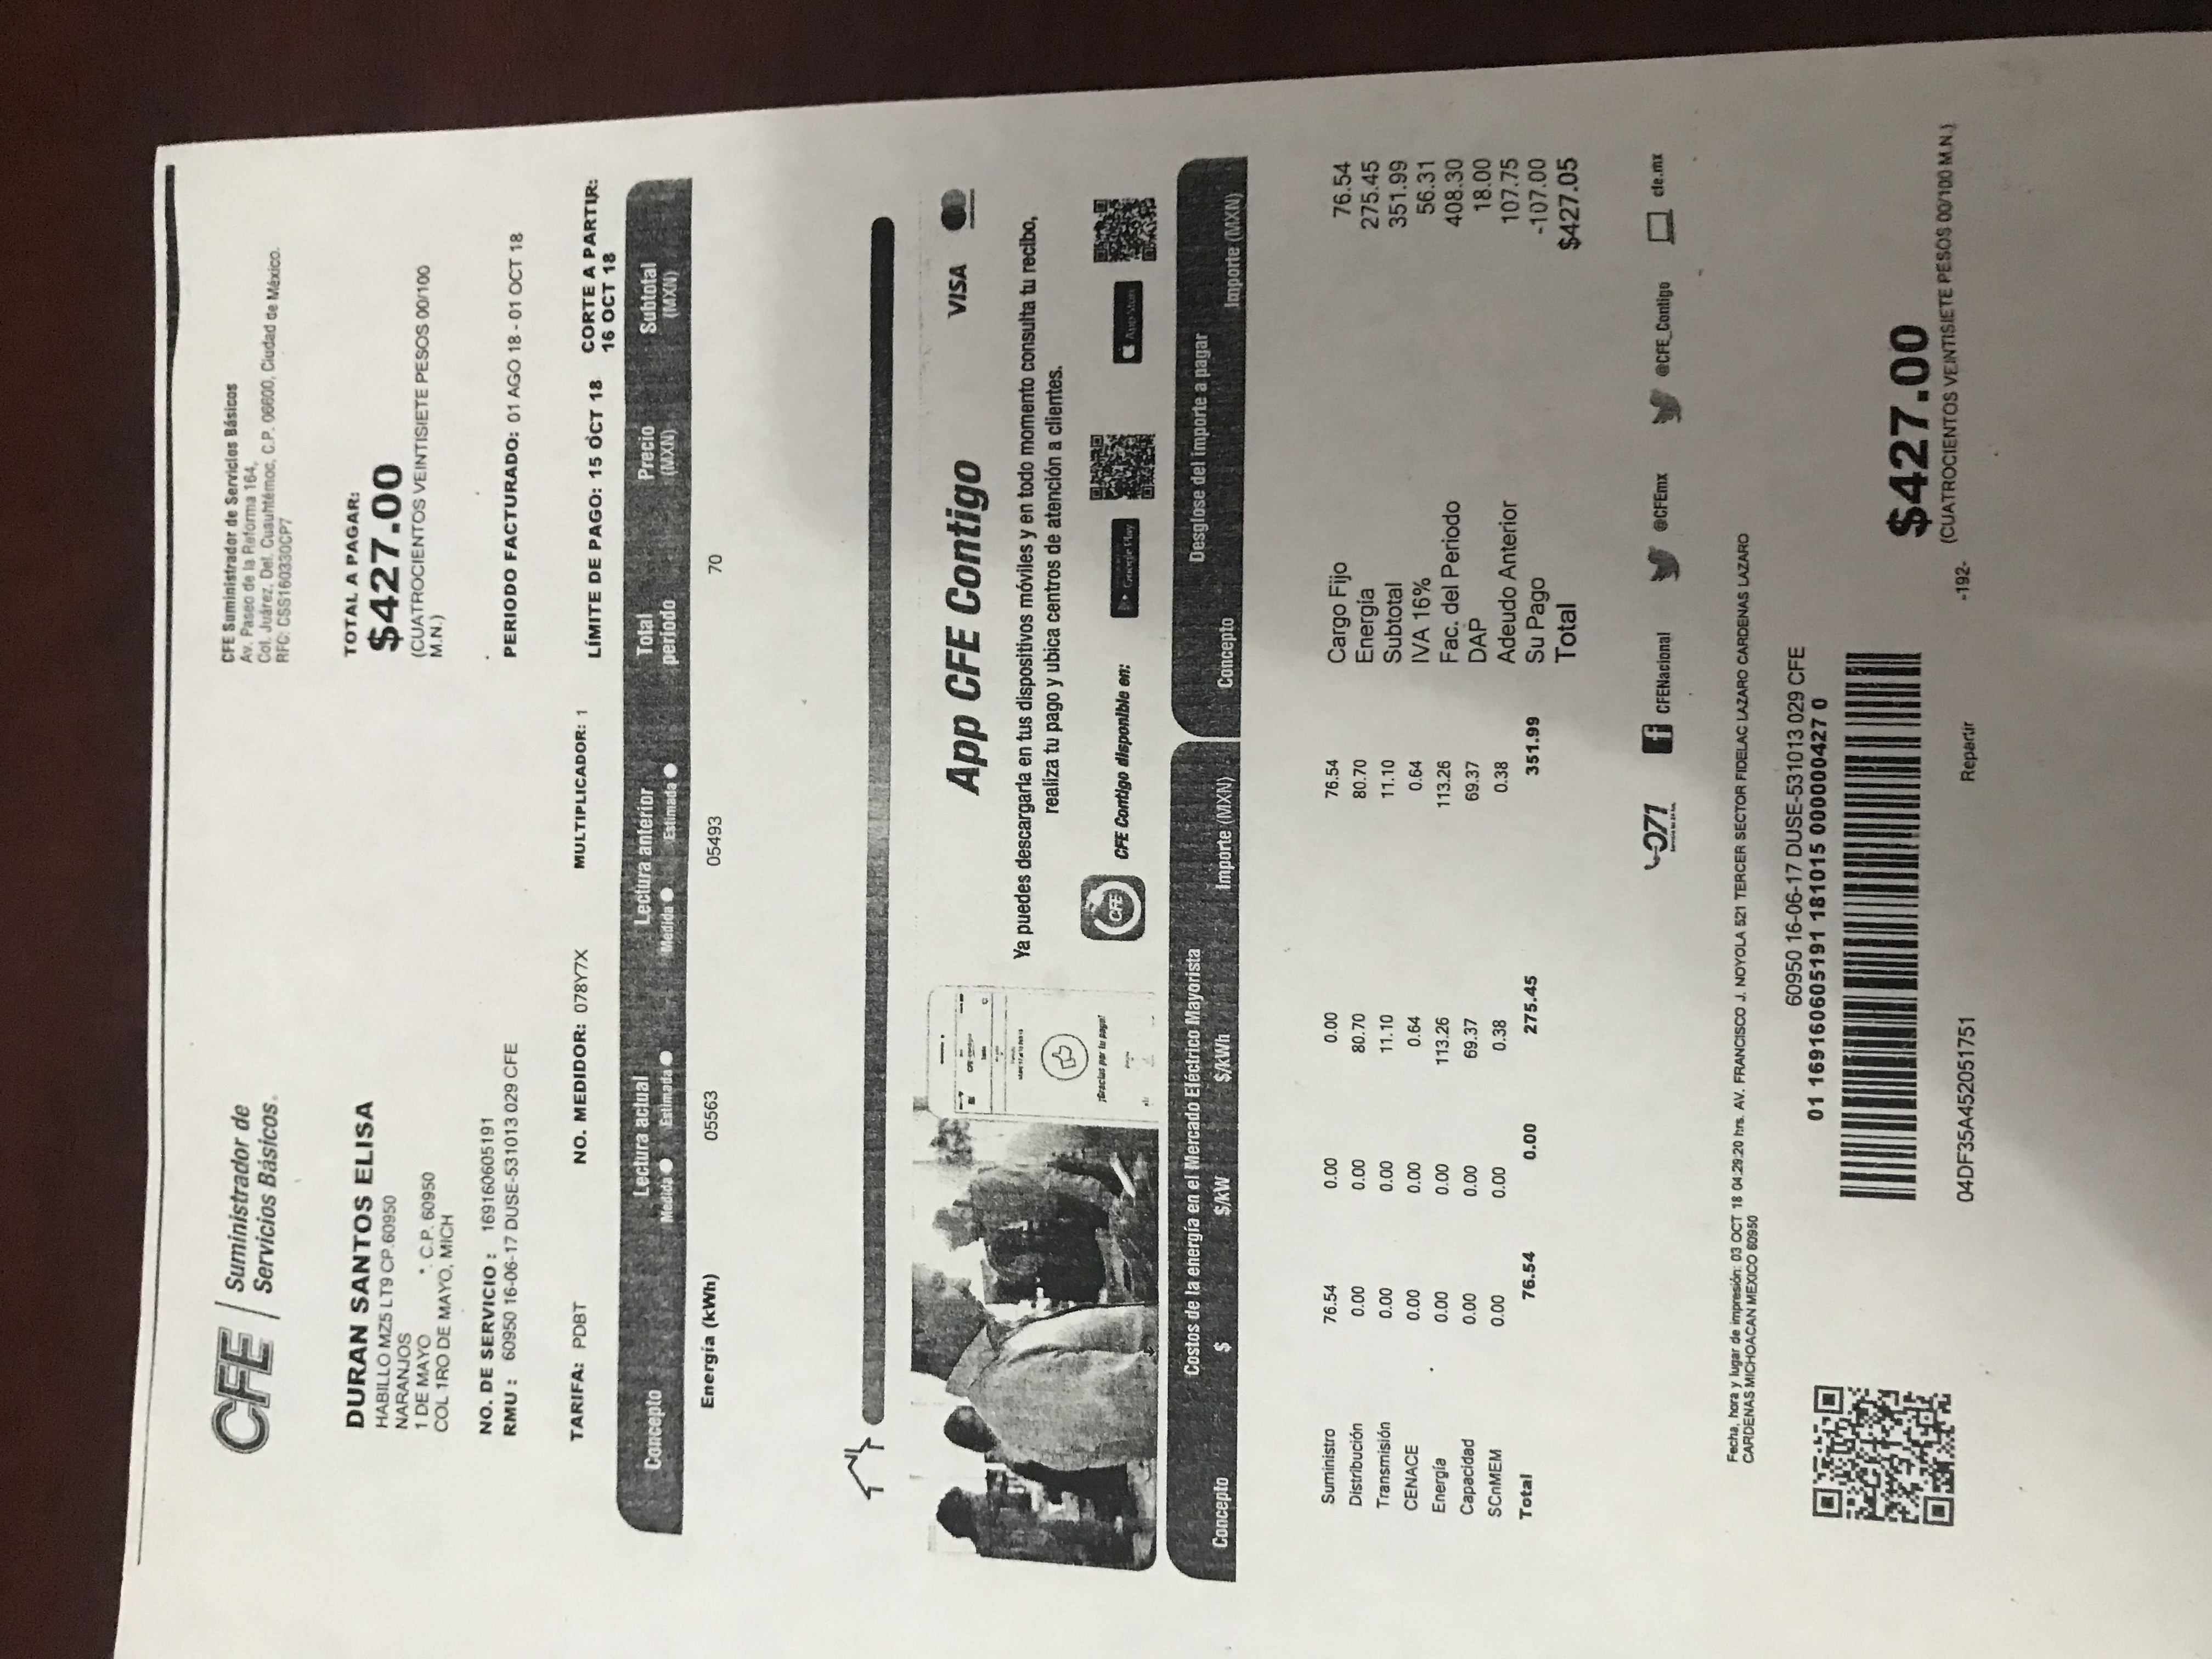 CFE Suministrador de
Servicios Básicos.
CFE Suministrador de Servicios Básicos
Av. Paseo de la Reforma 164,
Col. Juárez, Del. Cuauhtémoc, C.P. 06600, Ciudad de México.
RFC: CSS160330CP7
DURAN SANTOS ELISA
HABILLO MZ5 LT9 CP.60950
NARANJOS
1 DE MAYO *. C.P. 60950
COL 1RO DE MAYO, MICH
TOTAL A PAGAR:
$427.00
(CUATROCIENTOS VEINTISIETE PESOS 00/100
M.N.)
NO. DE SERVICIO : 169160605191
RMU : 60950 16-06-17 DUSE-531013 029 CFE
PERIODO FACTURADO: 01 AGO 18 - 01 OCT 18
TARIFA: PDBT NO. MEDIDOR: 078Y7X MULTIPLICADOR: 1
LÍMITE DE PAGO: 15 OCT 18 CORTE A PARTIR:
16 OCT 18
Concepto Lectura actual Lectura anterior Total Precio Subtotal
Medida Estimada Medida Estimada periodo (MXN) (MXN)
Energía (kWh) 05563 05493 70
¡Gracias por tu pago!
App CFE Contigo VISA
Ya puedes descargarla en tus dispositivos móviles y en todo momento consulta tu recibo,
realiza tu pago y ubica centros de atención a clientes.
CFE CFE Contigo disponible en: Google Play App Store
Costos de la energía en el Mercado Eléctrico Mayorista
Concepto $ $/kW $/kWh Importe (MXN)
Suministro 76.54 0.00 0.00 76.54
Distribución 0.00 0.00 80.70 80.70
Transmisión 0.00 0.00 11.10 11.10
CENACE 0.00 0.00 0.64 0.64
Energía 0.00 0.00 113.26 113.26
Capacidad 0.00 0.00 69.37 69.37
SCnMEM 0.00 0.00 0.38 0.38
Total 76.54 0.00 275.45 351.99
Desglose del importe a pagar
Concepto Importe (MXN)
Cargo Fijo 76.54
Energía 275.45
Subtotal 351.99
IVA 16% 56.31
Fac. del Periodo 408.30
DAP 18.00
Adeudo Anterior 107.75
Su Pago -107.00
Total $427.05
071 CFENacional @CFEmx @CFE_Contigo cfe.mx
Fecha, hora y lugar de impresión: 03 OCT 18 04:29:20 hrs. AV. FRANCISCO J. NOYOLA 521 TERCER SECTOR FIDELAC LAZARO CARDENAS LAZARO
CARDENAS MICHOACAN MEXICO 60950
60950 16-06-17 DUSE-531013 029 CFE
01 169160605191 181015 000000427 0
$427.00
(CUATROCIENTOS VEINTISIETE PESOS 00/100 M.N.)
04DF35A452051751 Repartir -192-